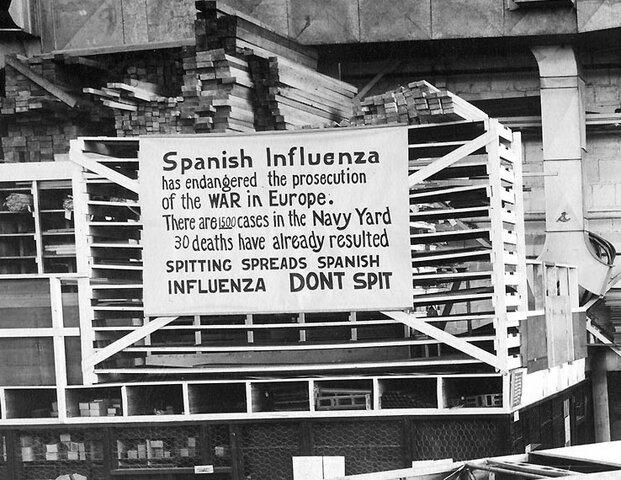 Spanish Influenza
has endangered the prosecution
of the WAR in Europe.
There are 1500 cases in the Navy Yard
30 deaths have already resulted
SPITTING SPREADS SPANISH
INFLUENZA DONT SPIT